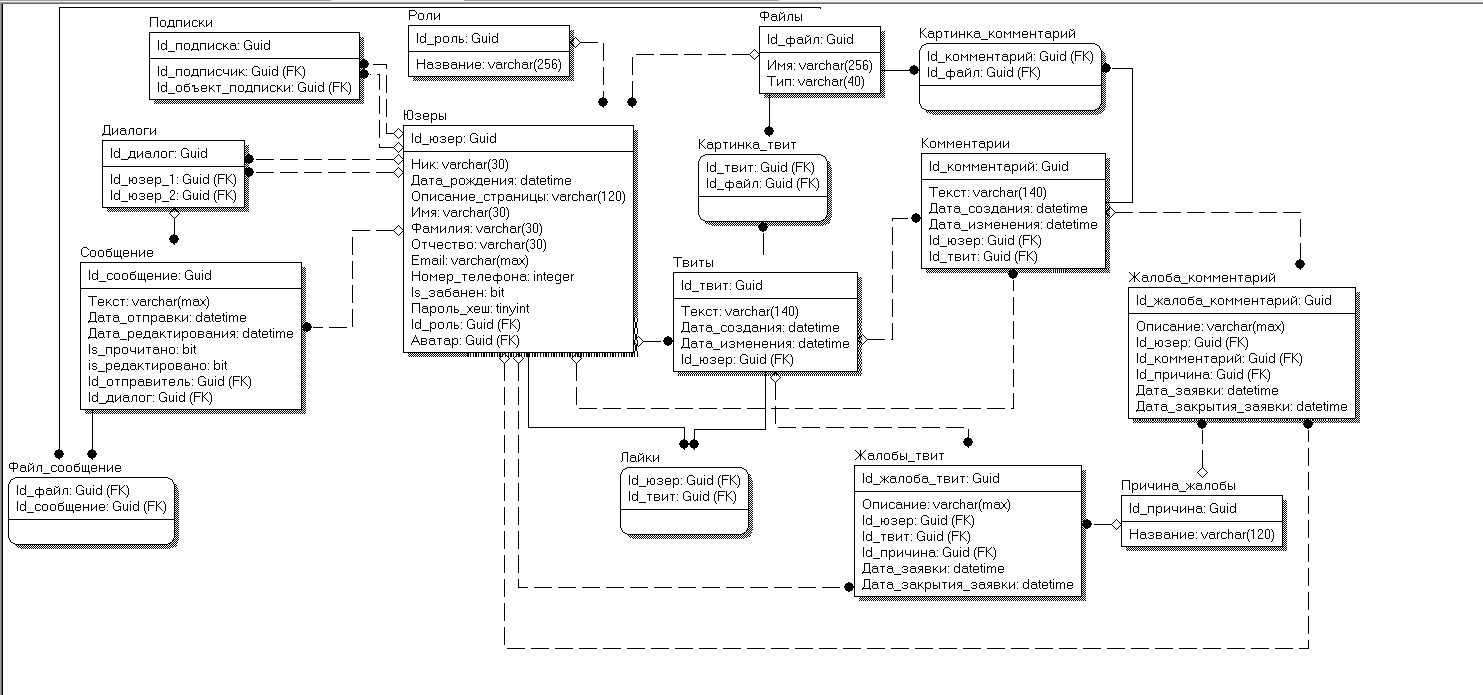 Подписки
Id_подписка: Guid
Id_подписчик: Guid (FK)
Id_объект_подписки: Guid (FK)
Роли
Id_роль: Guid
Название: varchar(256)
Файлы
Id_файл: Guid
Имя: varchar(256)
Тип: varchar(40)
Картинка_комментарий
Id_комментарий: Guid (FK)
Id_файл: Guid (FK)
Диалоги
Id_диалог: Guid
Id_юзер_1: Guid (FK)
Id_юзер_2: Guid (FK)
Юзеры
Id_юзер: Guid
Ник: varchar(30)
Дата_рождения: datetime
Описание_страницы: varchar(120)
Имя: varchar(30)
Фамилия: varchar(30)
Отчество: varchar(30)
Email: varchar(max)
Номер_телефона: integer
Is_забанен: bit
Пароль_хеш: tinyint
Id_роль: Guid (FK)
Аватар: Guid (FK)
Картинка_твит
Id_твит: Guid (FK)
Id_файл: Guid (FK)
Комментарии
Id_комментарий: Guid
Текст: varchar(140)
Дата_создания: datetime
Дата_изменения: datetime
Id_юзер: Guid (FK)
Id_твит: Guid (FK)
Сообщение
Id_сообщение: Guid
Текст: varchar(max)
Дата_отправки: datetime
Дата_редактирования: datetime
Is_прочитано: bit
is_редактировано: bit
Id_отправитель: Guid (FK)
Id_диалог: Guid (FK)
Твиты
Id_твит: Guid
Текст: varchar(140)
Дата_создания: datetime
Дата_изменения: datetime
Id_юзер: Guid (FK)
Жалоба_комментарий
Id_жалоба_комментарий: Guid
Описание: varchar(max)
Id_юзер: Guid (FK)
Id_комментарий: Guid (FK)
Id_причина: Guid (FK)
Дата_заявки: datetime
Дата_закрытия_заявки: datetime
Файл_сообщение
Id_файл: Guid (FK)
Id_сообщение: Guid (FK)
Лайки
Id_юзер: Guid (FK)
Id_твит: Guid (FK)
Жалобы_твит
Id_жалоба_твит: Guid
Описание: varchar(max)
Id_юзер: Guid (FK)
Id_твит: Guid (FK)
Id_причина: Guid (FK)
Дата_заявки: datetime
Дата_закрытия_заявки: datetime
Причина_жалобы
Id_причина: Guid
Название: varchar(120)